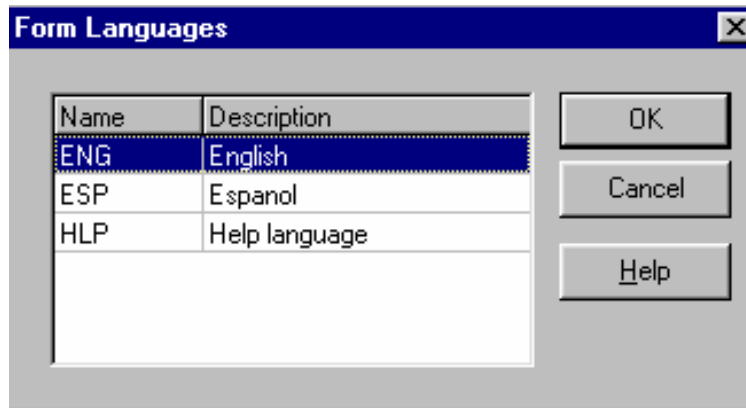 Form Languages
Name Description
ENG English
ESP Espanol
HLP Help language
OK
Cancel
Help